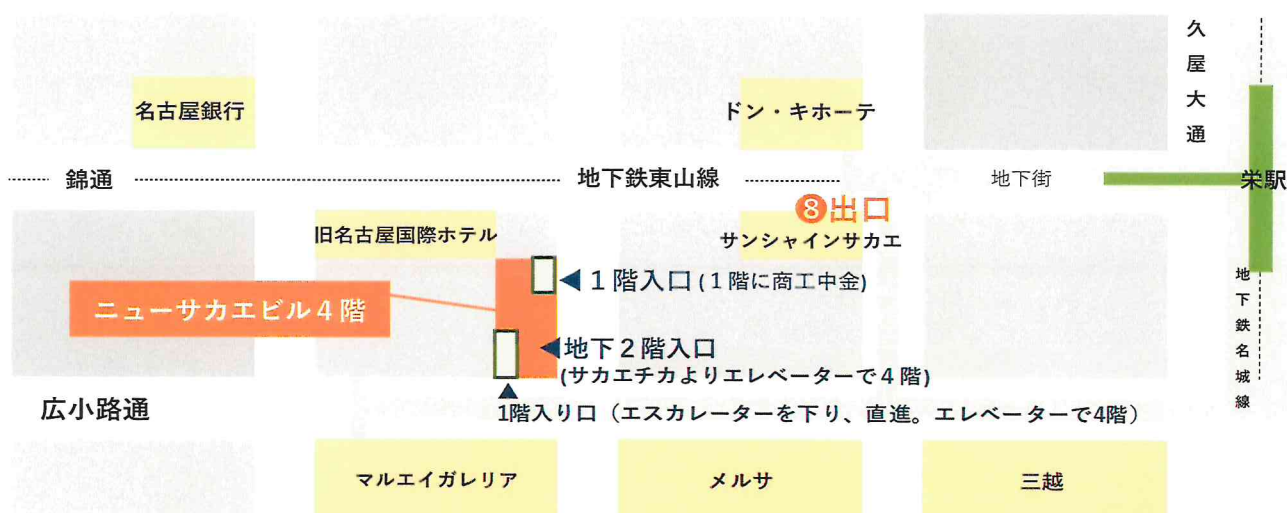 久屋大通
名古屋銀行
ドン・キホーテ
錦通
地下鉄東山線
地下街
栄駅
❽出口
旧名古屋国際ホテル
サンシャインサカエ
◀1階入口(1階に商工中金)
ニューサカエビル4階
◀地下2階入口
(サカエチカよりエレベーターで4階)
地下鉄名城線
広小路通
▲
1階入り口（エスカレーターを下り、直進。エレベーターで4階）
マルエイガレリア
メルサ
三越